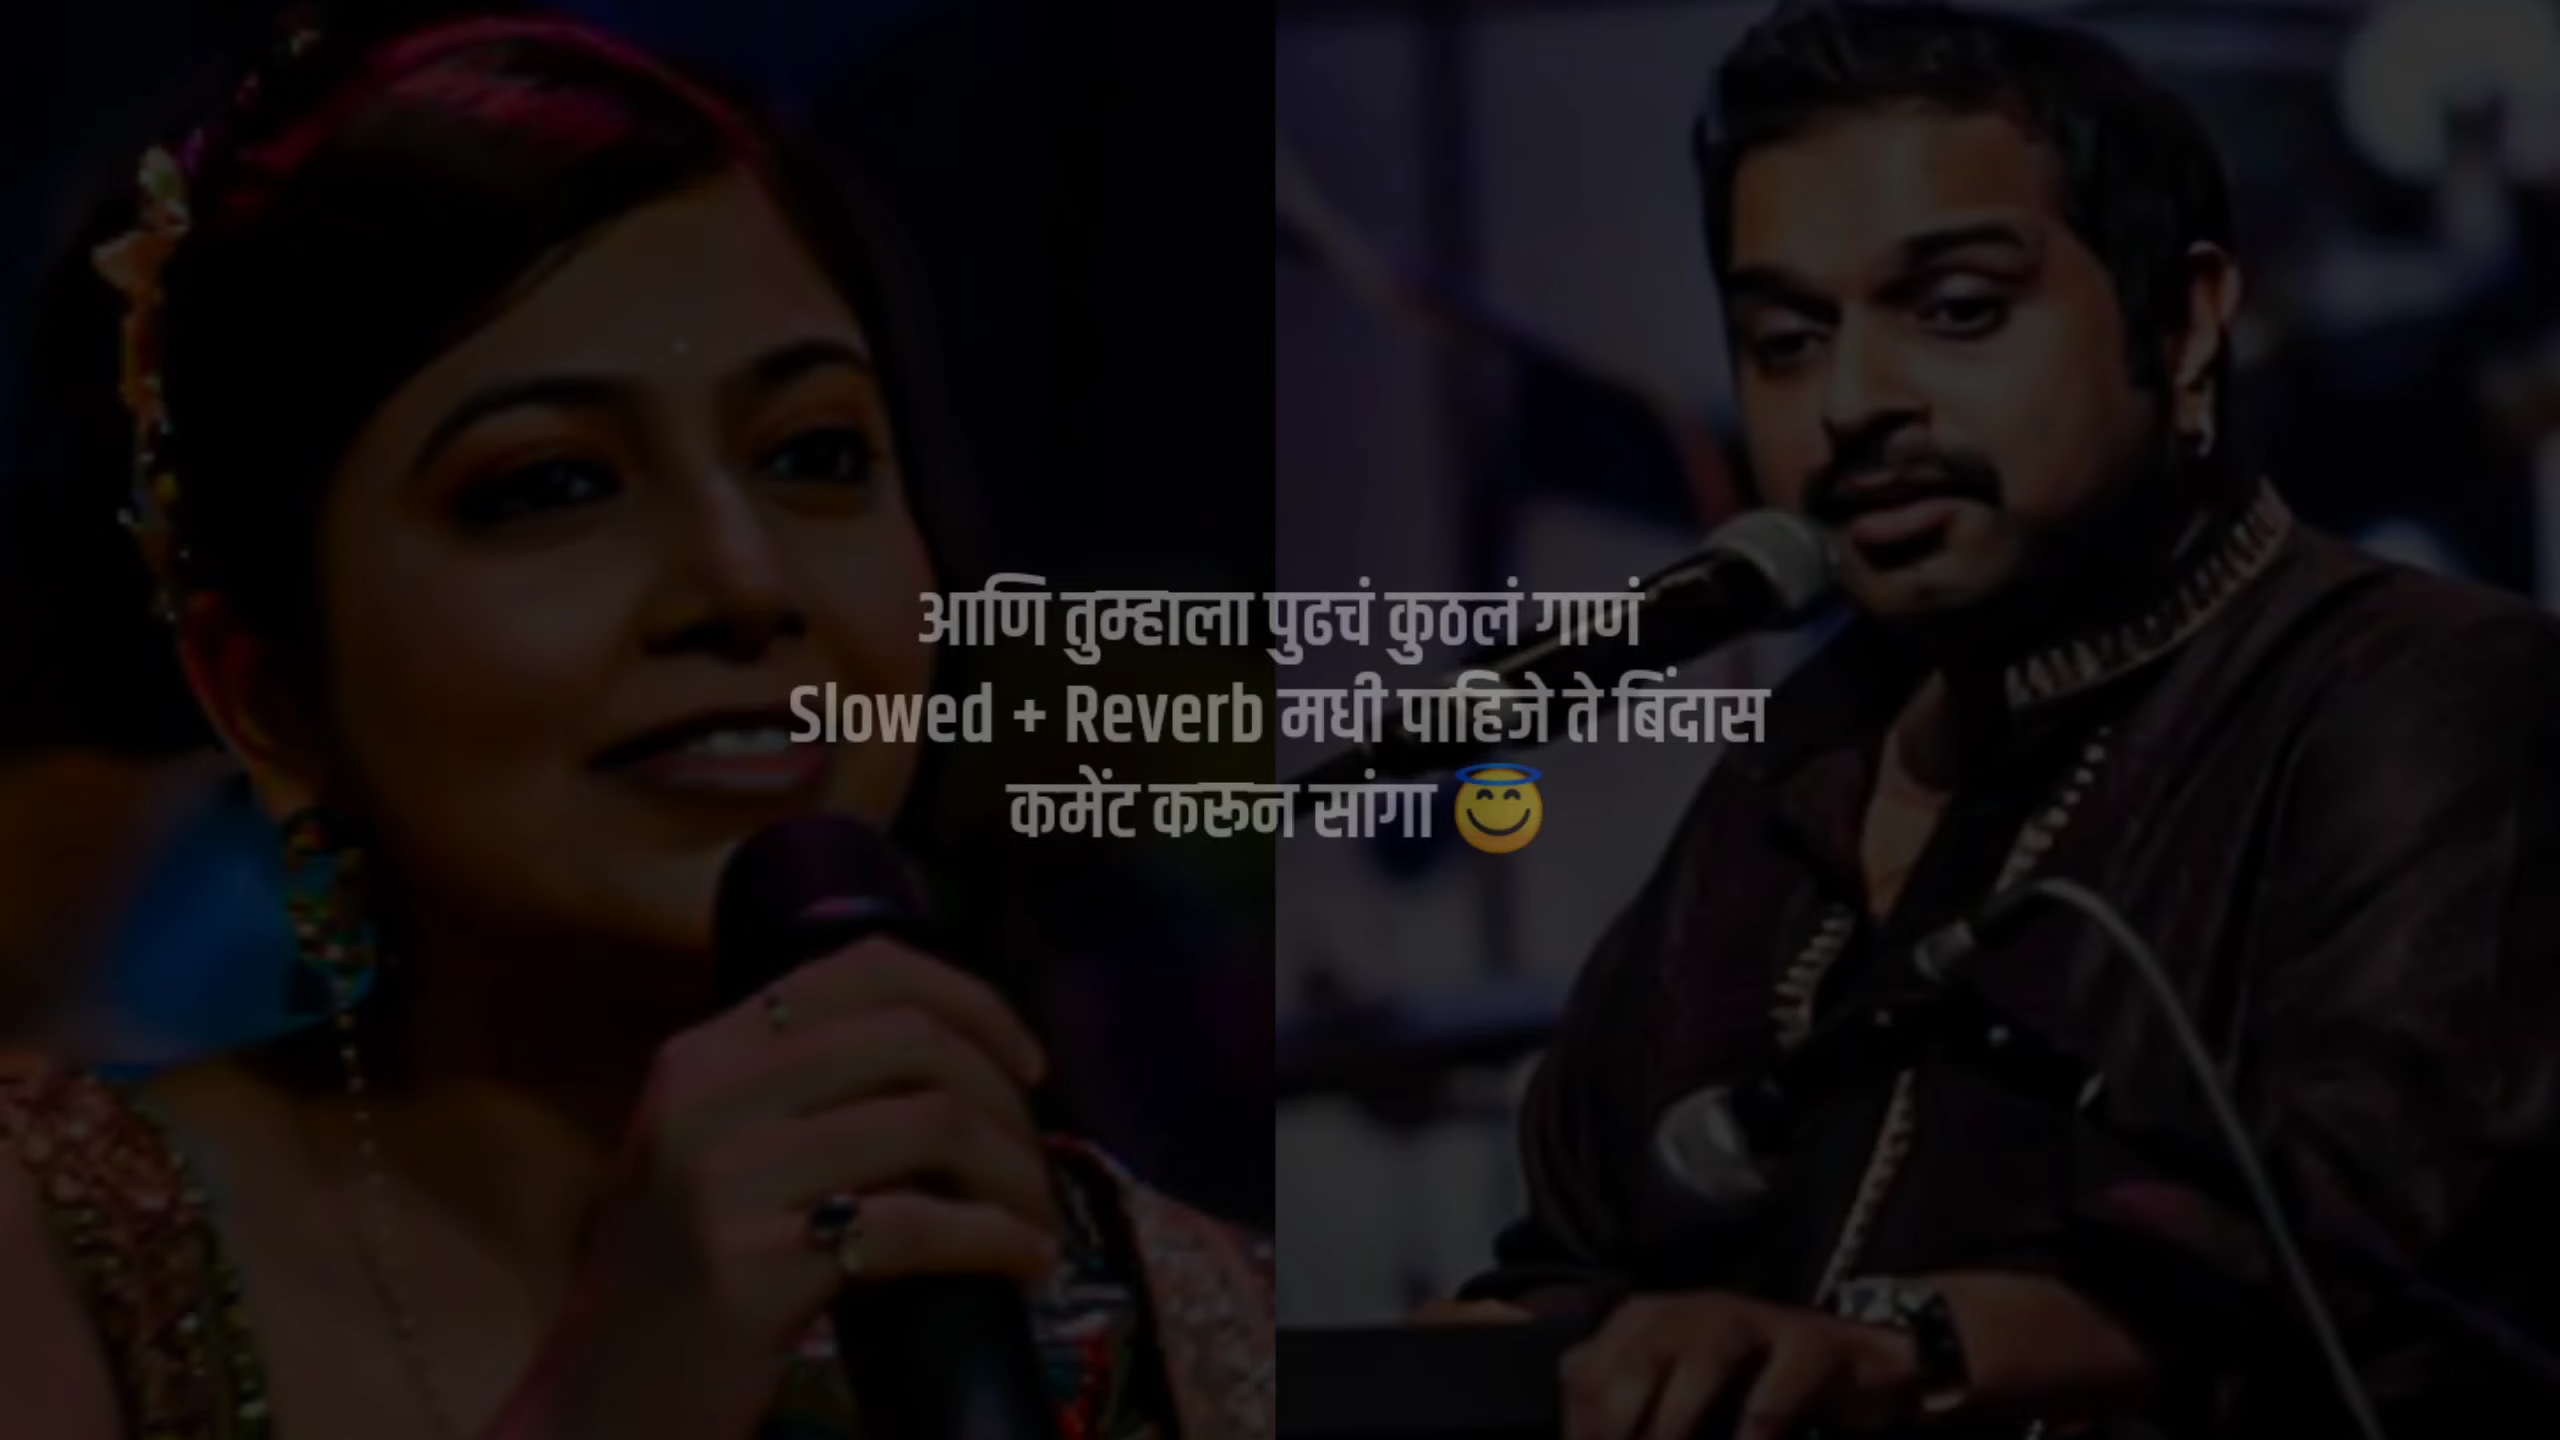 आणि तुम्हाला पुढचं कुठलं गाणं
Slowed + Reverb मधी पाहिजे ते बिंदास
कमेंट करून सांगा 😇